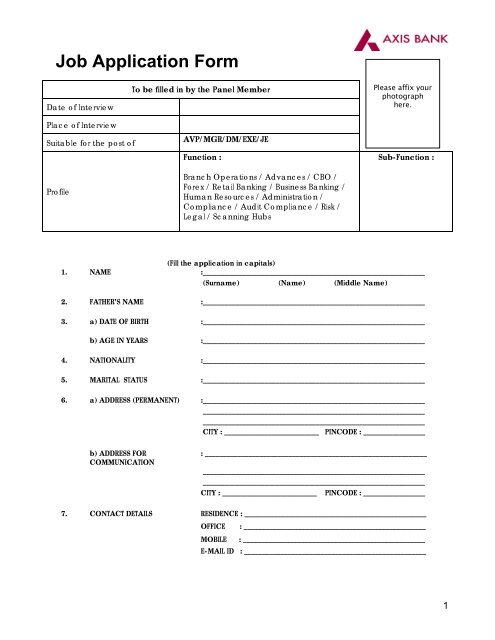 AXIS BANK
Job Application Form
To be filled in by the Panel Member
Please affix your
photograph
here.
Date of Interview
Place of Interview
Suitable for the post of
AVP/MGR/DM/EXE/JE
Profile
Function :
Branch Operations / Advances / CBO /
Forex / Retail Banking / Business Banking /
Human Resources / Administration /
Compliance / Audit Compliance / Risk /
Legal / Scanning Hubs
Sub-Function :
(Fill the application in capitals)
1. NAME :
(Surname) (Name) (Middle Name)
2. FATHER'S NAME :
3. a) DATE OF BIRTH :
b) AGE IN YEARS :
4. NATIONALITY :
5. MARITAL STATUS :
6. a) ADDRESS (PERMANENT) :
CITY : PINCODE :
b) ADDRESS FOR :
COMMUNICATION
CITY : PINCODE :
7. CONTACT DETAILS RESIDENCE :
OFFICE :
MOBILE :
E-MAIL ID :
1